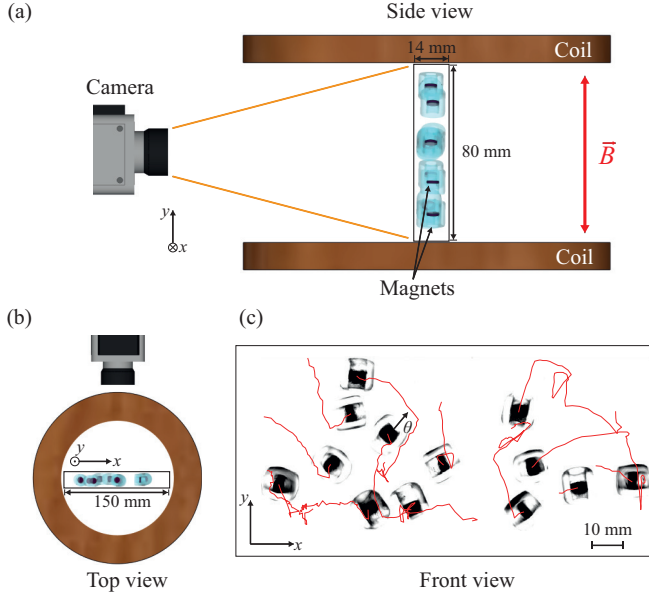 (a)
Side view
14 mm
Coil
Camera
80 mm
B
y
x
Coil
Magnets
(b)
(c)
y
x
150 mm
θ
y
x
10 mm
Top view
Front view